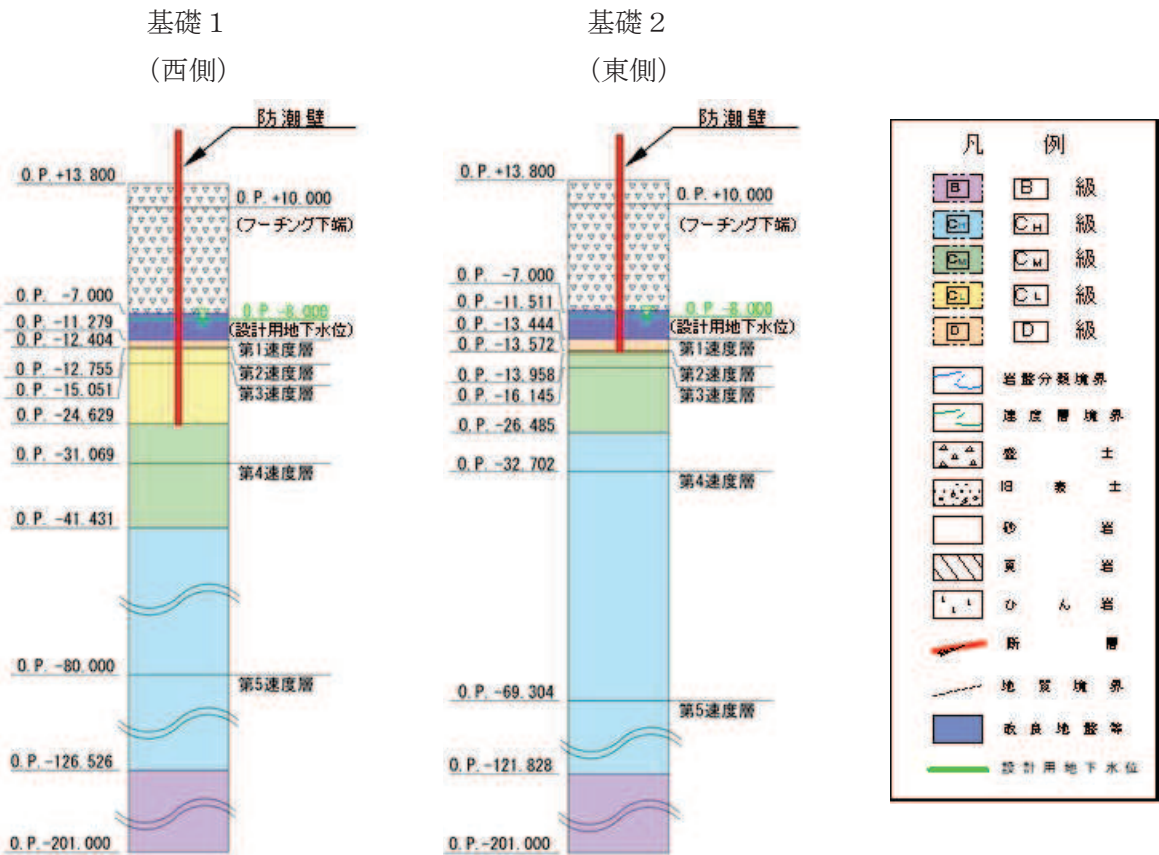 基礎1
(西側)
防潮壁
O.P.+13.800
O.P.+10.000
(フーチング下端)
O.P. -7.000
O.P. -8.000
(設計用地下水位)
O.P. -11.279
O.P. -12.404
第1速度層
O.P. -12.755
第2速度層
O.P. -15.051
第3速度層
O.P. -24.629
O.P. -31.069
第4速度層
O.P. -41.431
O.P. -80.000
第5速度層
O.P.-126.526
O.P.-201.000
基礎2
(東側)
防潮壁
O.P.+13.800
O.P.+10.000
(フーチング下端)
O.P. -7.000
O.P. -8.000
(設計用地下水位)
O.P. -11.511
O.P. -13.444
第1速度層
O.P. -13.572
第2速度層
O.P. -13.958
O.P. -16.145
第3速度層
O.P. -26.485
O.P. -32.702
第4速度層
O.P. -69.304
第5速度層
O.P.-121.828
O.P.-201.000
凡例
B B 級
CH CH 級
CM CM 級
CL CL 級
D D 級
岩盤分類境界
速度層境界
盛土
旧表土
砂岩
頁岩
ひん岩
断層
地質境界
改良地盤等
設計用地下水位